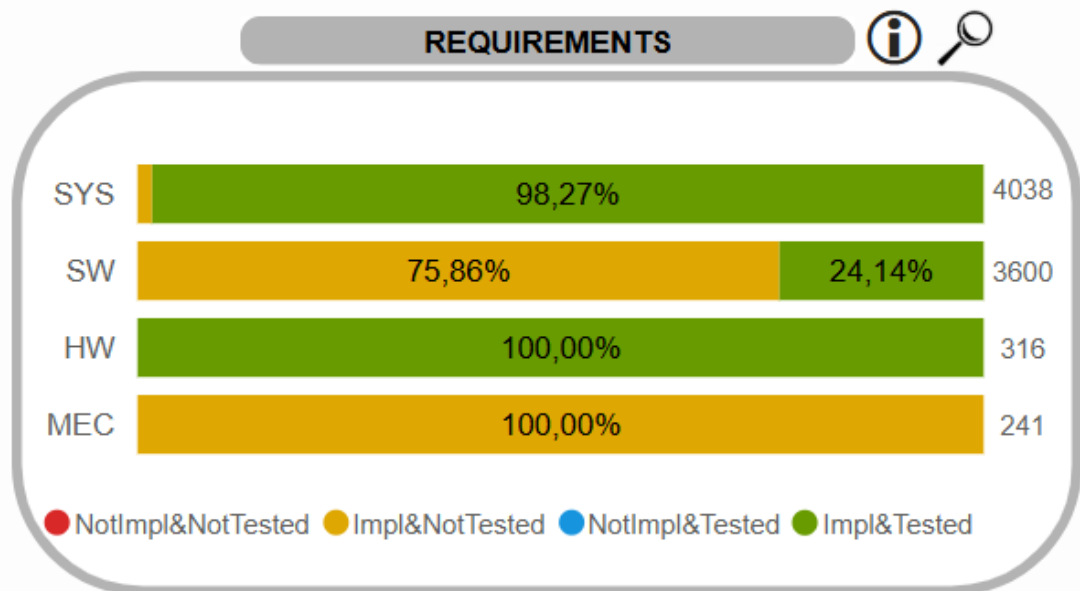 REQUIREMENTS
SYS 98,27% 4038
SW 75,86% 24,14% 3600
HW 100,00% 316
MEC 100,00% 241
NotImpl&NotTested Impl&NotTested NotImpl&Tested Impl&Tested